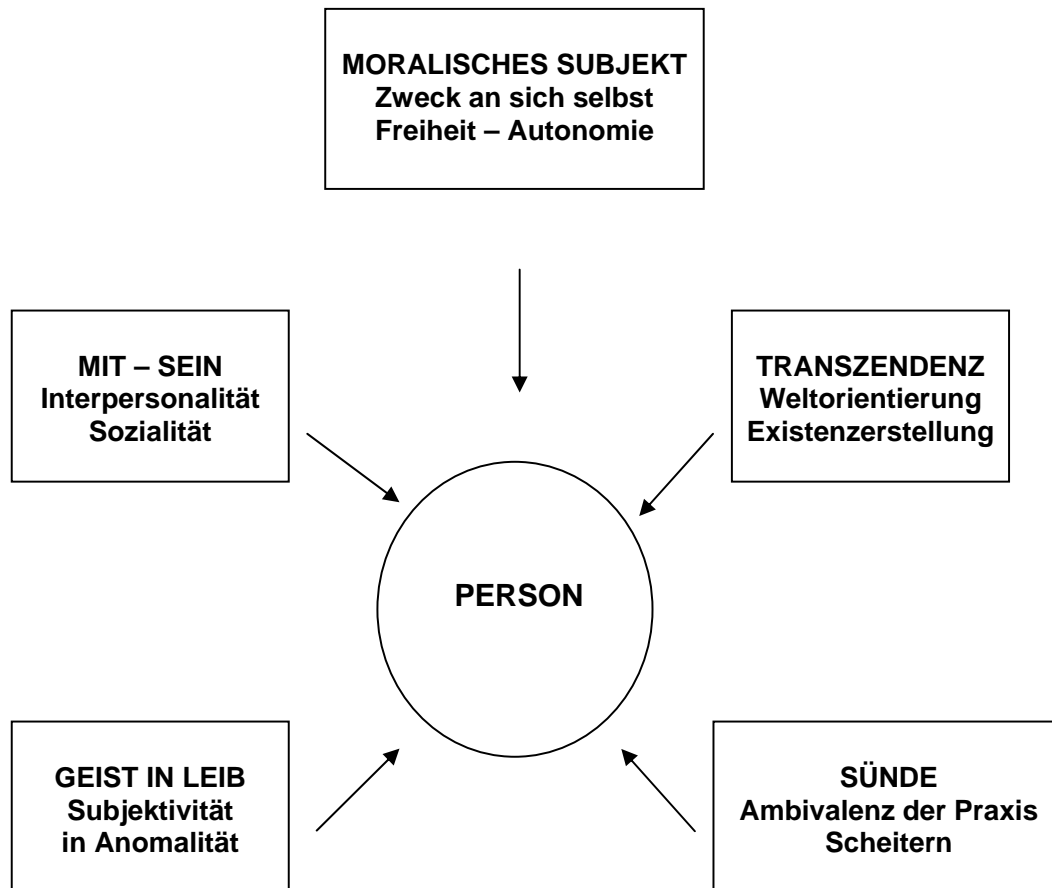 MORALISCHES SUBJEKT
Zweck an sich selbst
Freiheit – Autonomie
MIT – SEIN
Interpersonalität
Sozialität
TRANSZENDENZ
Weltorientierung
Existenzerstellung
PERSON
GEIST IN LEIB
Subjektivität
in Anomalität
SÜNDE
Ambivalenz der Praxis
Scheitern